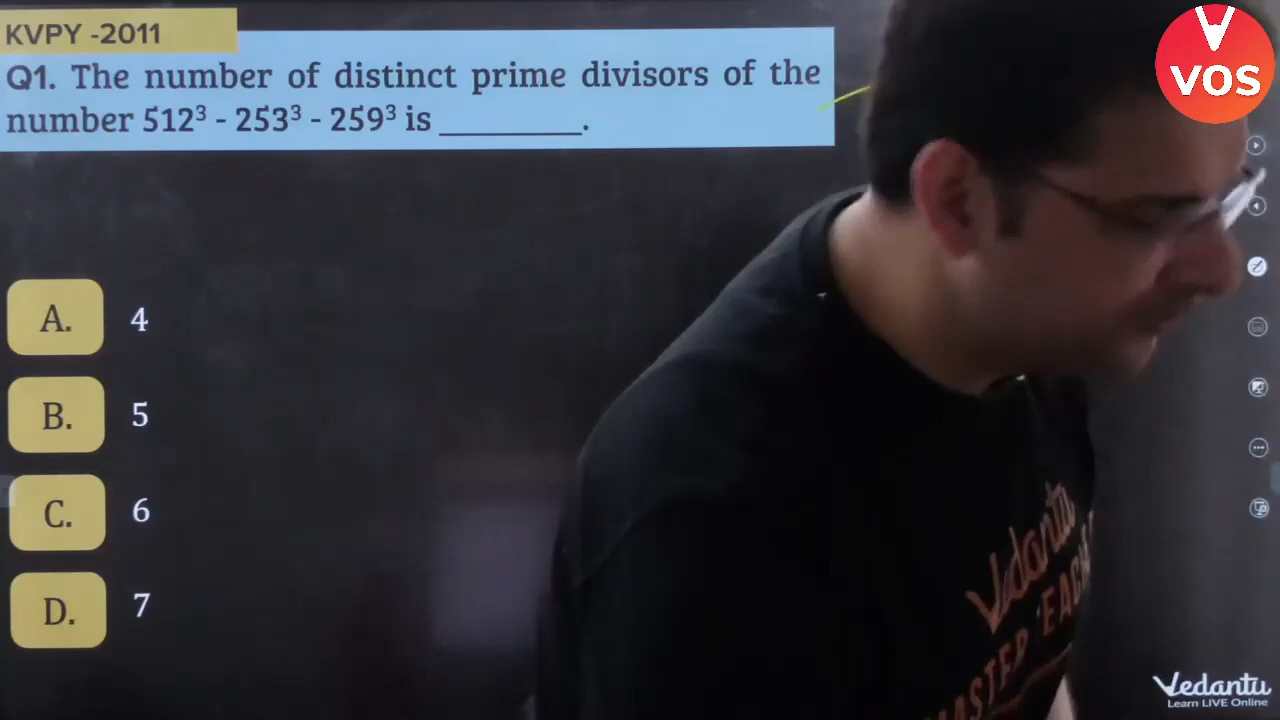 KVPY -2011
Q1. The number of distinct prime divisors of the
number 512³ - 253³ - 259³ is ________.
A. 4
B. 5
C. 6
D. 7
V
VOS
Vedantu
Vedantu
Learn LIVE Online